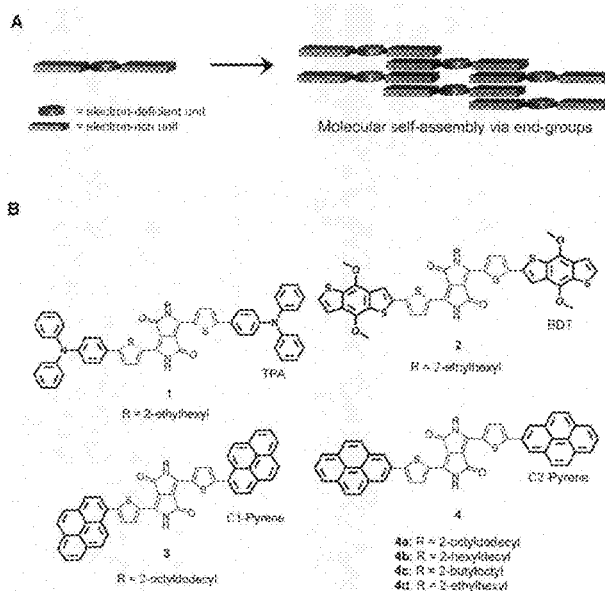 A
= electron-deficient unit
= electron-rich unit
Molecular self-assembly via end-groups
B
1
TPA
R = 2-ethylhexyl
2
BDT
R = 2-ethylhexyl
3
C1-Pyrene
R = 2-octyldodecyl
4
C2-Pyrene
4a: R = 2-octyldodecyl
4b: R = 2-hexyldecyl
4c: R = 2-butyloctyl
4d: R = 2-ethylhexyl